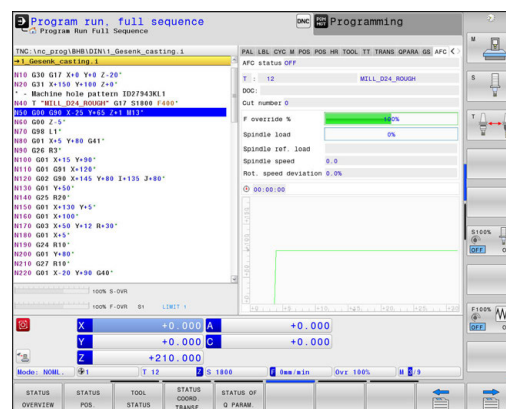 Program run, full sequence
Program Run Full Sequence
DNC
Programming
TNC:\nc_prog\BHB\DIN\1_Gesenk_casting.i
→1_Gesenk_casting.i
N10 G30 G17 X+0 Y+0 Z-20*
N20 G31 X+150 Y+100 Z+0*
* - Machine hole pattern ID27943KL1
N40 T "MILL_D24_ROUGH" G17 S1800 F400*
N50 G00 G90 X-25 Y+65 Z+1 M13*
N60 G00 Z-5*
N70 G98 L1*
N80 G01 X+5 Y+80 G41*
N90 G26 R3*
N100 G01 X+15 Y+90*
N110 G01 G91 X+120*
N120 G02 G90 X+145 Y+80 I+135 J+80*
N130 G01 Y+50*
N140 G25 R20*
N150 G01 X+130 Y+5*
N160 G01 X+100*
N170 G03 X+50 Y+12 R+30*
N180 G01 X+5*
N190 G24 R10*
N200 G01 Y+80*
N210 G27 R10*
N220 G01 X-20 Y+90 G40*
100% S-OVR
100% F-OVR S1 LIMIT 1
PAL LBL CYC M POS POS HR TOOL TT TRANS QPARA GS AFC
AFC status OFF
T : 12 MILL_D24_ROUGH
DOC:
Cut number 0
F override % 100%
Spindle load 0%
Spindle ref. load
Spindle speed 0.0
Rot. speed deviation 0.0%
00:00:00
X +0.000 A +0.000
Y +0.000 C +0.000
Z +210.000
Mode: NOML. 1 T 12 Z S 1800 F 0mm/min Ovr 100% M 3/9
STATUS OVERVIEW
STATUS POS.
TOOL STATUS
STATUS COORD. TRANSF.
STATUS OF Q PARAM.
M
S
T
S100%
OFF
F100%
OFF